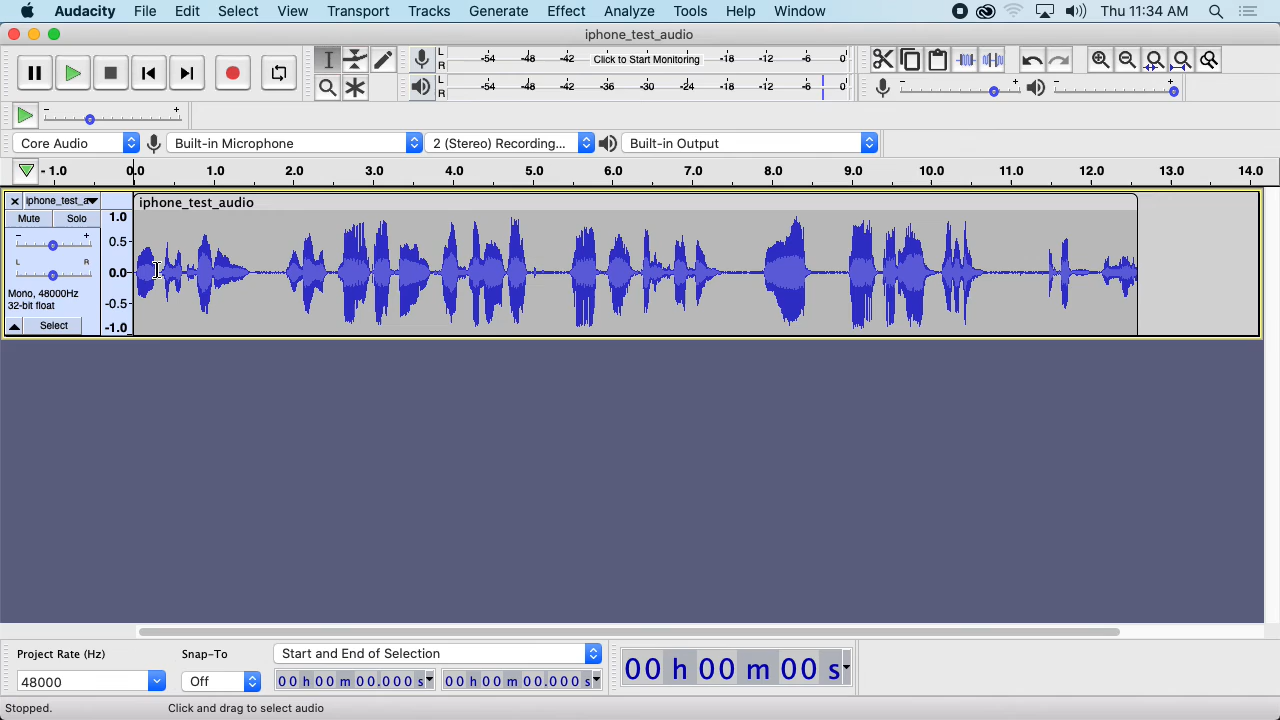 Audacity File Edit Select View Transport Tracks Generate Effect Analyze Tools Help Window Thu 11:34 AM
iphone_test_audio
L R -54 -48 -42 Click to Start Monitoring -18 -12 -6 0
L R -54 -48 -42 -36 -30 -24 -18 -12 -6 0
- + - +
- +
Core Audio Built-in Microphone 2 (Stereo) Recording... Built-in Output
-1.0 0.0 1.0 2.0 3.0 4.0 5.0 6.0 7.0 8.0 9.0 10.0 11.0 12.0 13.0 14.0
iphone_test_a iphone_test_audio
Mute Solo 1.0
- + 0.5
L R
0.0
Mono, 48000Hz
32-bit float -0.5
Select -1.0
Project Rate (Hz) Snap-To Start and End of Selection
48000 Off 00 h 00 m 00.000 s 00 h 00 m 00.000 s 00 h 00 m 00 s
Stopped. Click and drag to select audio